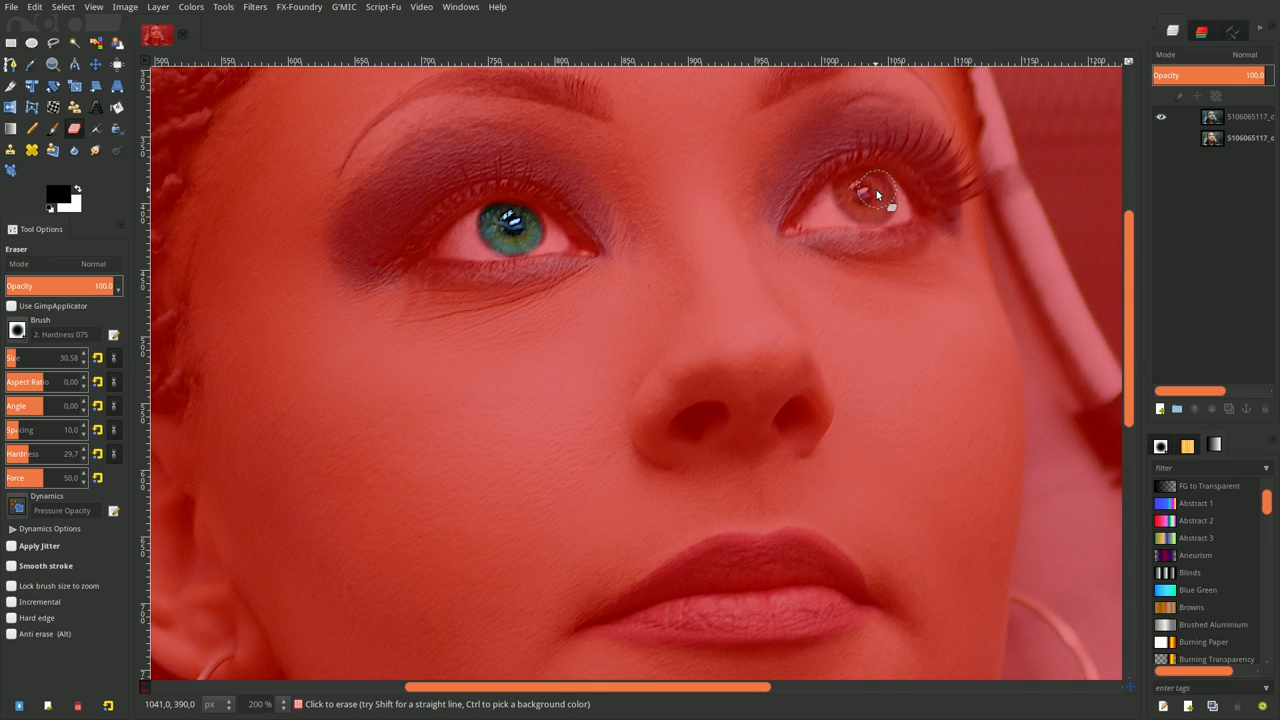 File Edit Select View Image Layer Colors Tools Filters FX-Foundry G'MIC Script-Fu Video Windows Help
500 550 600 650 700 750 800 850 900 950 1000 1050 1100 1150 1200
Mode Normal
Opacity 100,0
5106065117_d
5106065117_d
Tool Options
Eraser
Mode Normal
Opacity 100,0
Use GimpApplicator
Brush
2. Hardness 075
Size 30,58
Aspect Ratio 0,00
Angle 0,00
Spacing 10,0
Hardness 29,7
Force 50,0
Dynamics
Pressure Opacity
Dynamics Options
Apply Jitter
Smooth stroke
Lock brush size to zoom
Incremental
Hard edge
Anti erase (Alt)
filter
FG to Transparent
Abstract 1
Abstract 2
Abstract 3
Aneurism
Blinds
Blue Green
Browns
Brushed Aluminium
Burning Paper
Burning Transparency
enter tags
1041,0, 390,0 px 200 % Click to erase (try Shift for a straight line, Ctrl to pick a background color)